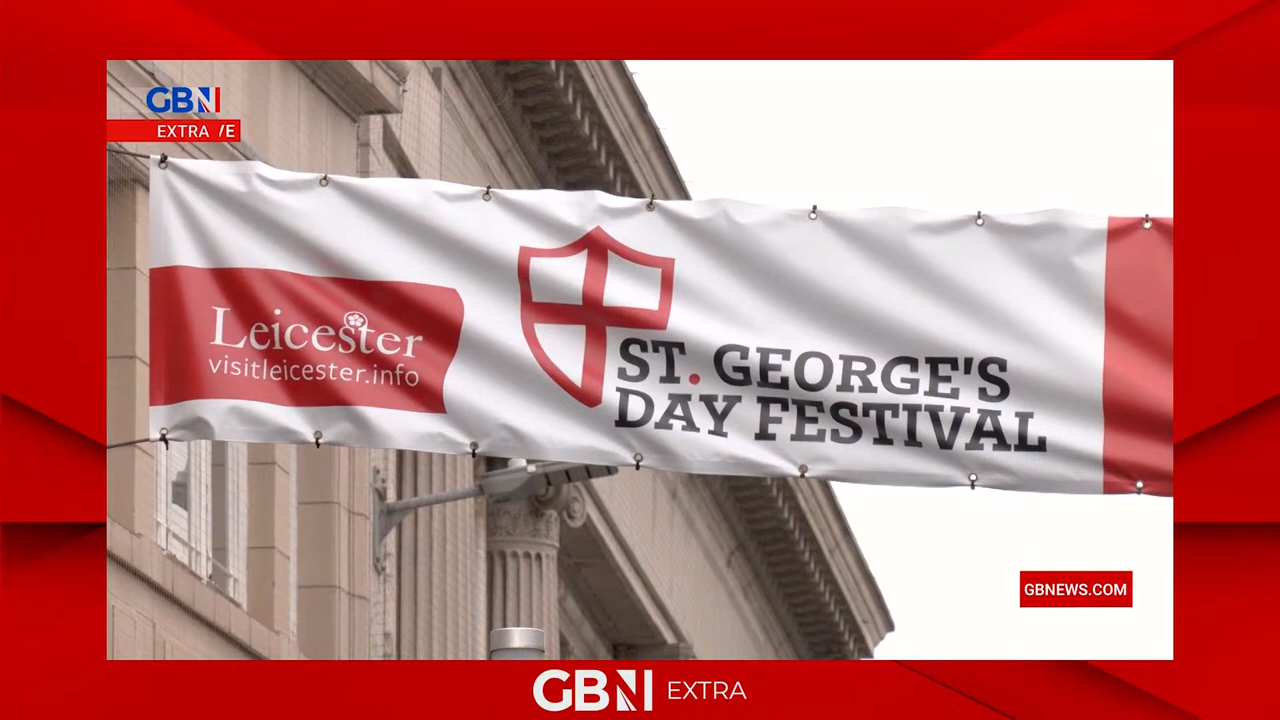 GBN
EXTRA /E
Leicester
visitleicester.info
ST. GEORGE'S
DAY FESTIVAL
GBNEWS.COM
GBN EXTRA